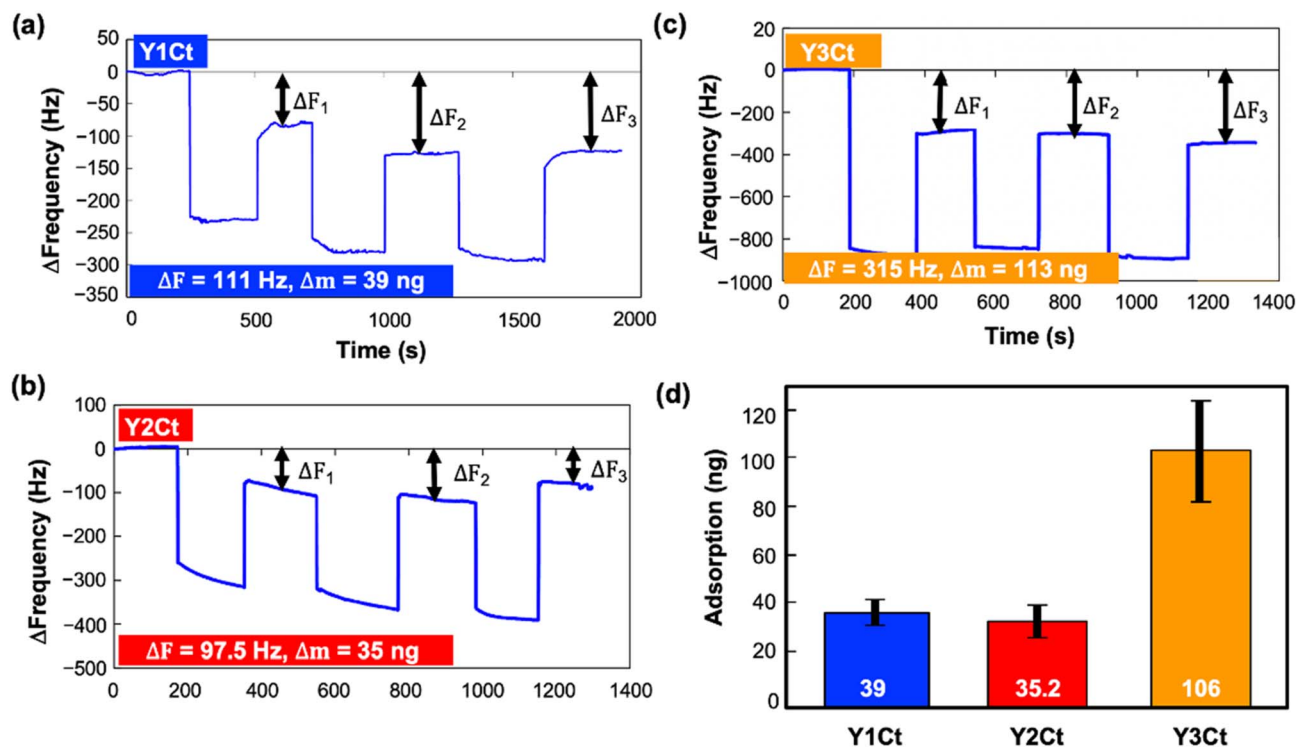 (a)
Y1Ct
ΔFrequency (Hz)
50
0
−50
−100
−150
−200
−250
−300
−350
ΔF1
ΔF2
ΔF3
ΔF = 111 Hz, Δm = 39 ng
0
500
1000
1500
2000
Time (s)
(c)
Y3Ct
ΔFrequency (Hz)
20
0
−200
−400
−600
−800
−1000
ΔF1
ΔF2
ΔF3
ΔF = 315 Hz, Δm = 113 ng
0
200
400
600
800
1000
1200
1400
Time (s)
(b)
Y2Ct
ΔFrequency (Hz)
100
0
−100
−200
−300
−400
−500
ΔF1
ΔF2
ΔF3
ΔF = 97.5 Hz, Δm = 35 ng
0
200
400
600
800
1000
1200
1400
(d)
Adsorption (ng)
120
100
80
60
40
20
0
39
35.2
106
Y1Ct
Y2Ct
Y3Ct